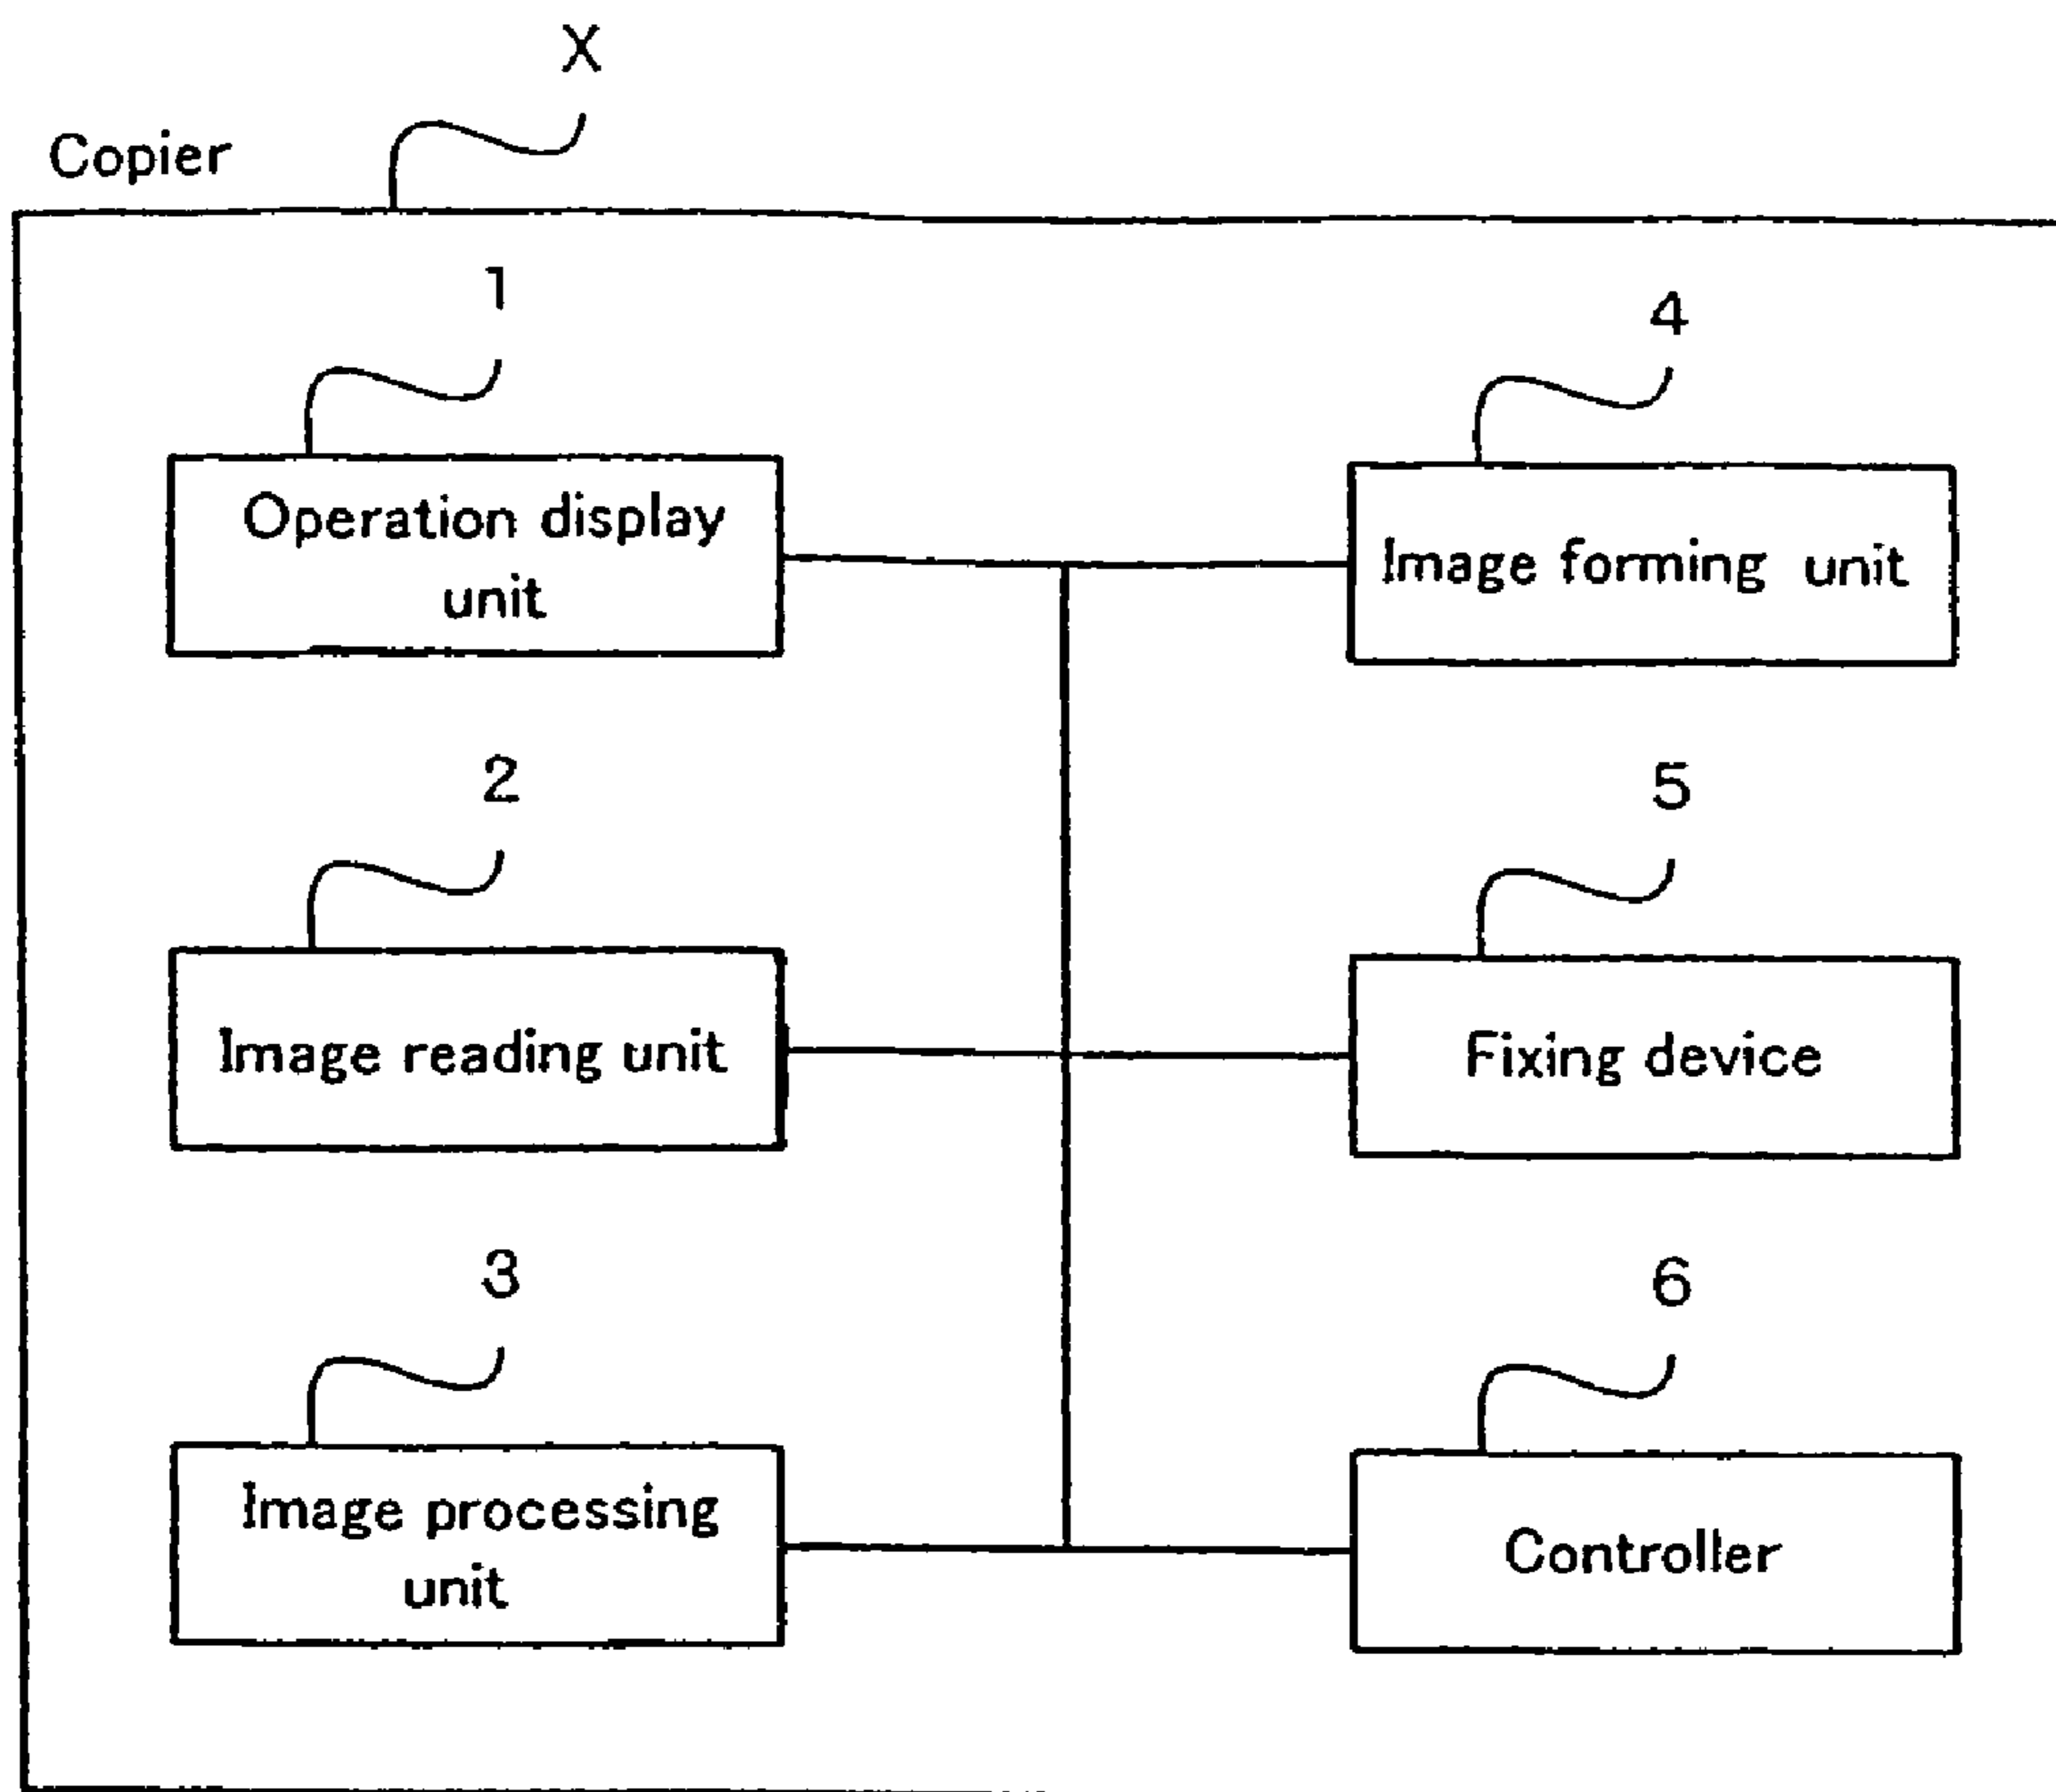 X
Copier
1
Operation display
unit
4
Image forming unit
2
Image reading unit
5
Fixing device
3
Image processing
unit
6
Controller